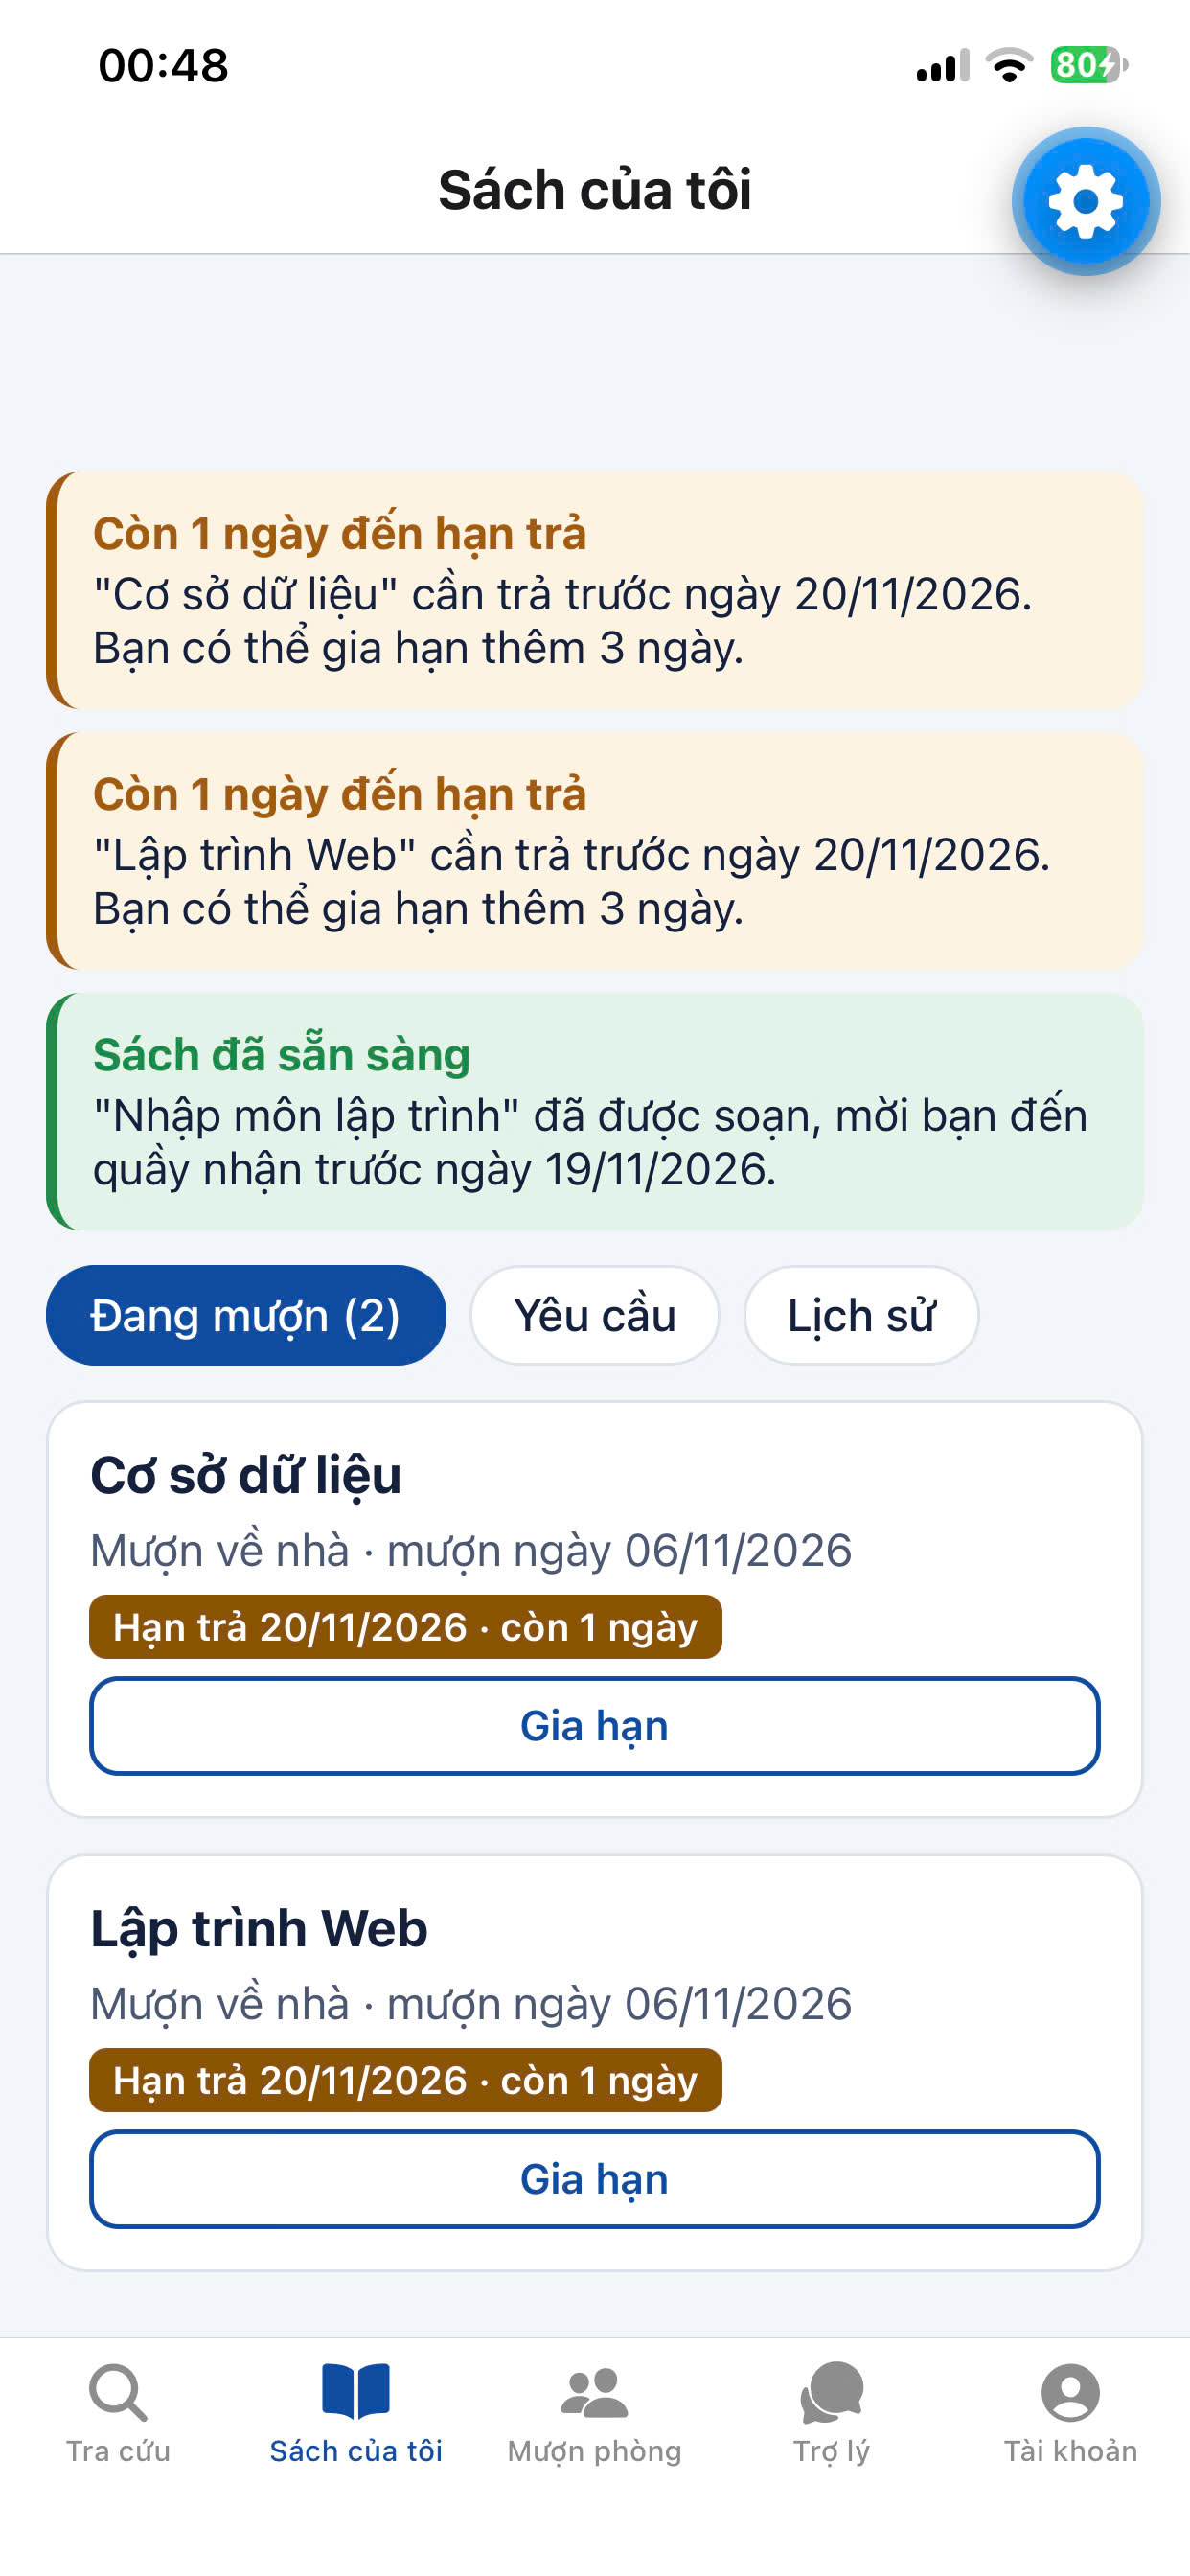 00:48
80
Sách của tôi
Còn 1 ngày đến hạn trả
"Cơ sở dữ liệu" cần trả trước ngày 20/11/2026.
Bạn có thể gia hạn thêm 3 ngày.
Còn 1 ngày đến hạn trả
"Lập trình Web" cần trả trước ngày 20/11/2026.
Bạn có thể gia hạn thêm 3 ngày.
Sách đã sẵn sàng
"Nhập môn lập trình" đã được soạn, mời bạn đến
quầy nhận trước ngày 19/11/2026.
Đang mượn (2)
Yêu cầu
Lịch sử
Cơ sở dữ liệu
Mượn về nhà · mượn ngày 06/11/2026
Hạn trả 20/11/2026 · còn 1 ngày
Gia hạn
Lập trình Web
Mượn về nhà · mượn ngày 06/11/2026
Hạn trả 20/11/2026 · còn 1 ngày
Gia hạn
Tra cứu
Sách của tôi
Mượn phòng
Trợ lý
Tài khoản